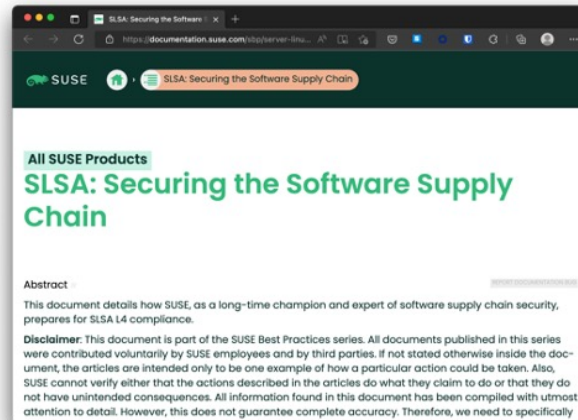 SLSA: Securing the Software S
https://documentation.suse.com/sbp/server-linu...
SUSE
SLSA: Securing the Software Supply Chain
All SUSE Products
SLSA: Securing the Software Supply
Chain
Abstract
REPORT DOCUMENTATION BUG
This document details how SUSE, as a long-time champion and expert of software supply chain security,
prepares for SLSA L4 compliance.
Disclaimer: This document is part of the SUSE Best Practices series. All documents published in this series
were contributed voluntarily by SUSE employees and by third parties. If not stated otherwise inside the doc-
ument, the articles are intended only to be one example of how a particular action could be taken. Also,
SUSE cannot verify either that the actions described in the articles do what they claim to do or that they do
not have unintended consequences. All information found in this document has been compiled with utmost
attention to detail. However, this does not guarantee complete accuracy. Therefore, we need to specifically